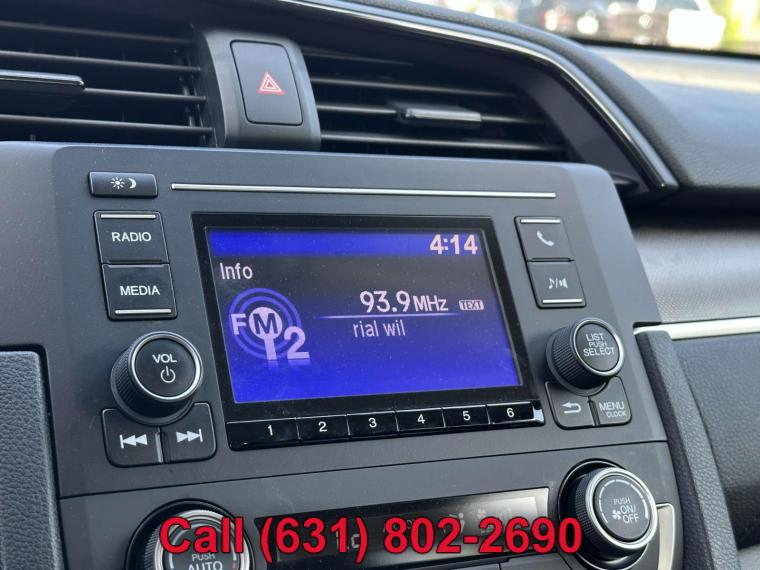 RADIO
MEDIA
VOL
4:14
Info
93.9 MHz TEXT
FM2
rial wil
1 2 3 4 5 6
LIST
PUSH
SELECT
MENU
CLOCK
PUSH
AUTO
PUSH
ON/
OFF
Call (631) 802-2690